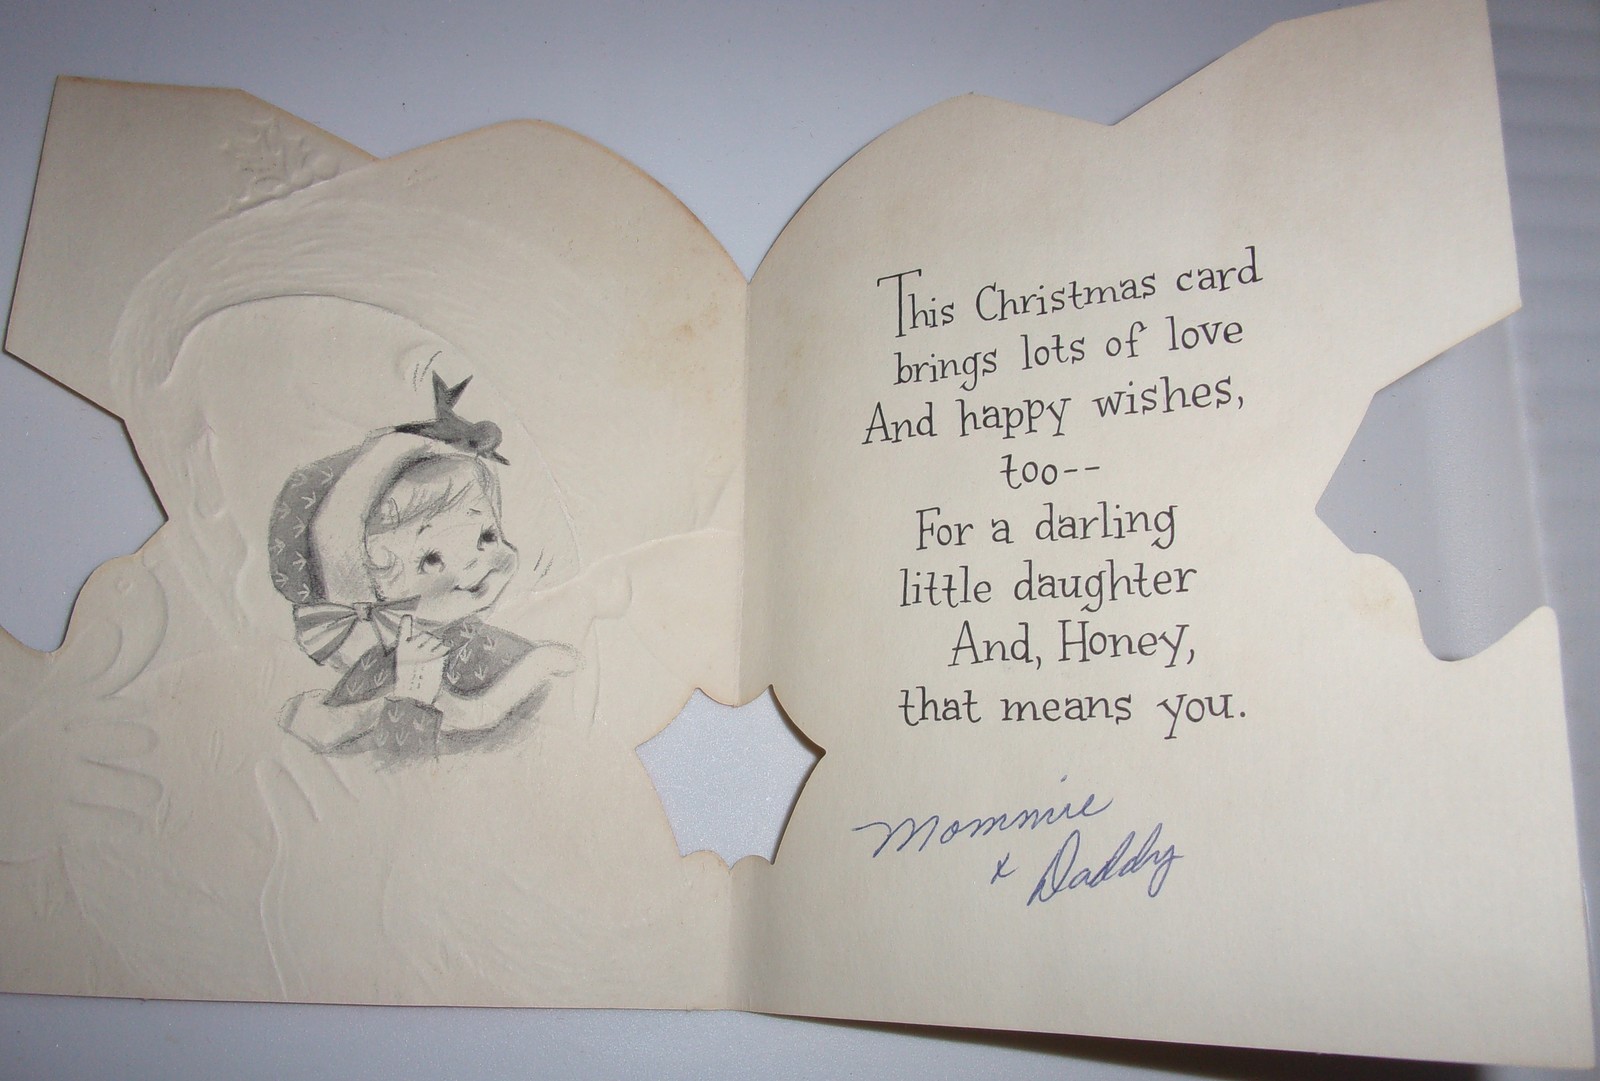 This Christmas card
brings lots of love
And happy wishes,
too--
For a darling
little daughter
And, Honey,
that means you.
Mommie
x Daddy